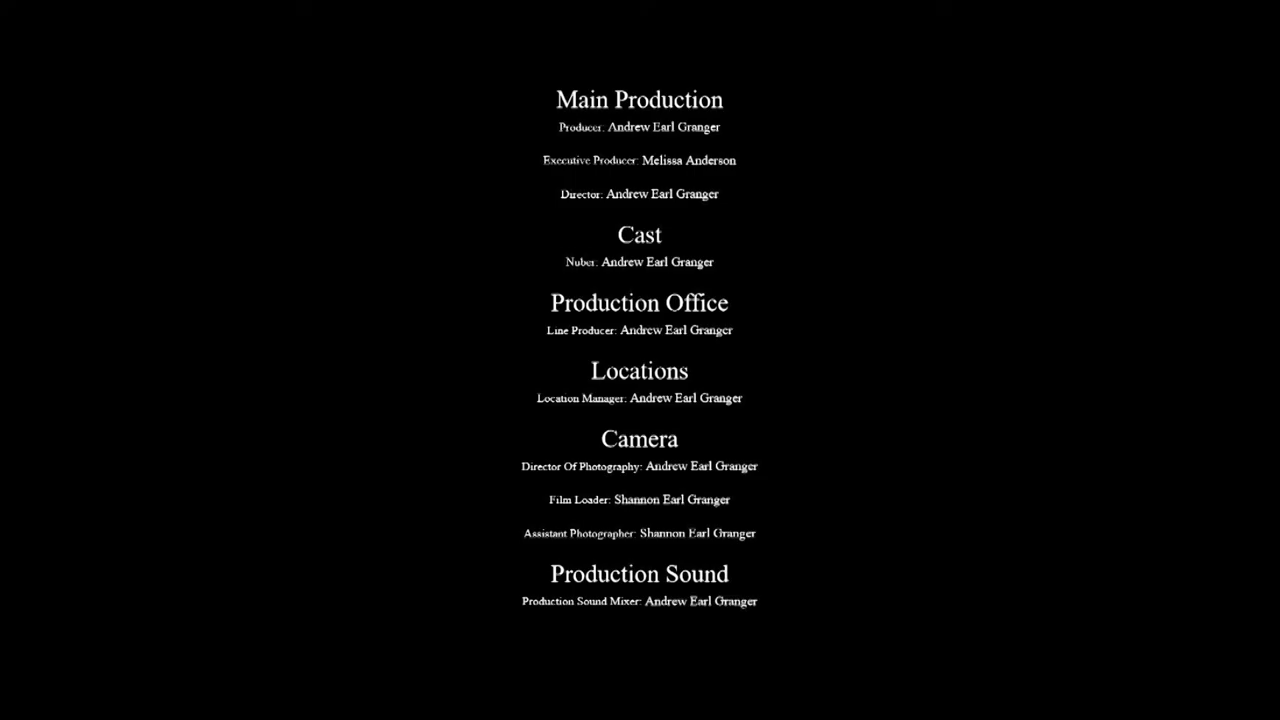 Main Production
Producer: Andrew Earl Granger
Executive Producer: Melissa Anderson
Director: Andrew Earl Granger
Cast
Nuber: Andrew Earl Granger
Production Office
Line Producer: Andrew Earl Granger
Locations
Location Manager: Andrew Earl Granger
Camera
Director Of Photography: Andrew Earl Granger
Film Loader: Shannon Earl Granger
Assistant Photographer: Shannon Earl Granger
Production Sound
Production Sound Mixer: Andrew Earl Granger